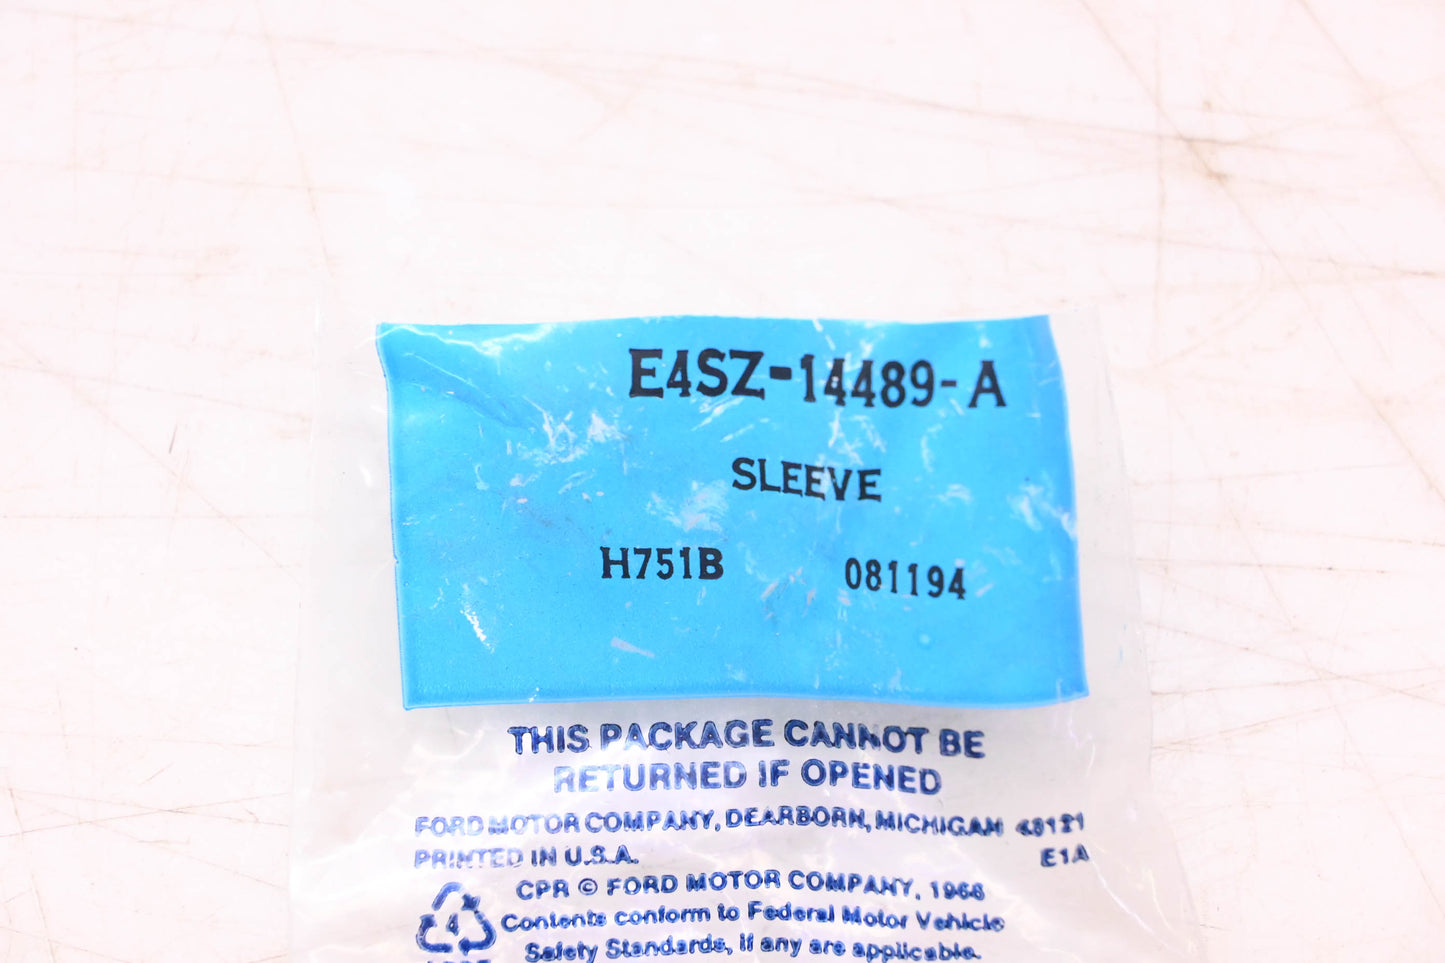 E4SZ-14489-A
SLEEVE
H751B 081194
THIS PACKAGE CANNOT BE
RETURNED IF OPENED
FORD MOTOR COMPANY, DEARBORN, MICHIGAN 48121
PRINTED IN U.S.A. E1A
CPR © FORD MOTOR COMPANY,
4 Contents conform to Federal Motor Vehicle
Safety Standards, if any are applicable.